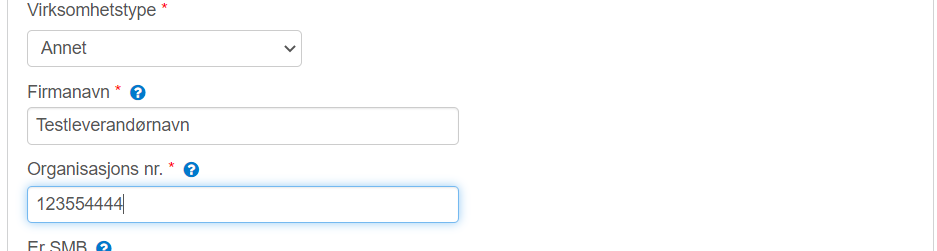 Virksomhetstype *
Annet
Firmanavn * ?
Testleverandørnavn
Organisasjons nr. * ?
123554444
Er SMB ?